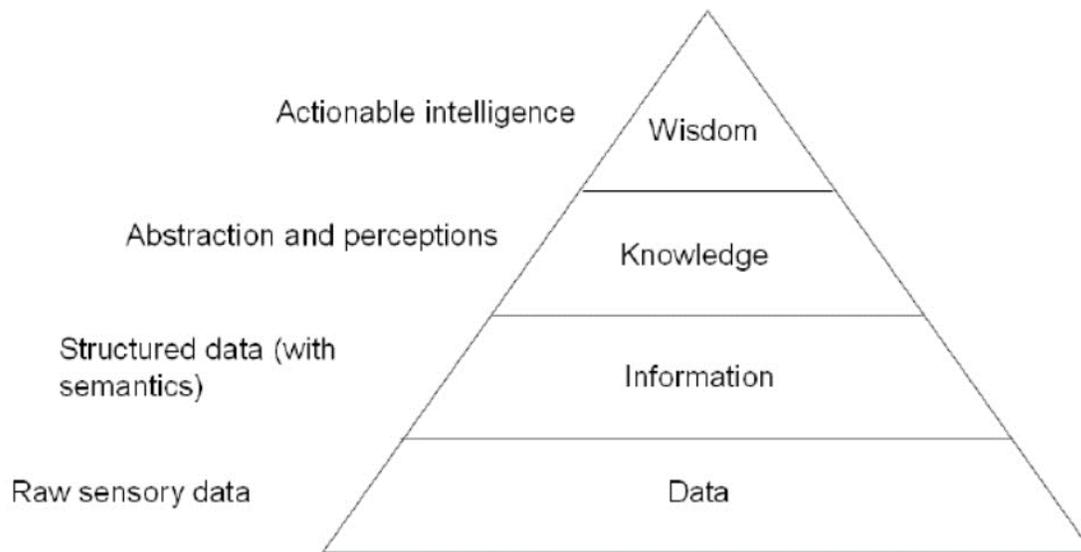 Actionable intelligence
Wisdom
Abstraction and perceptions
Knowledge
Structured data (with
semantics)
Information
Raw sensory data
Data